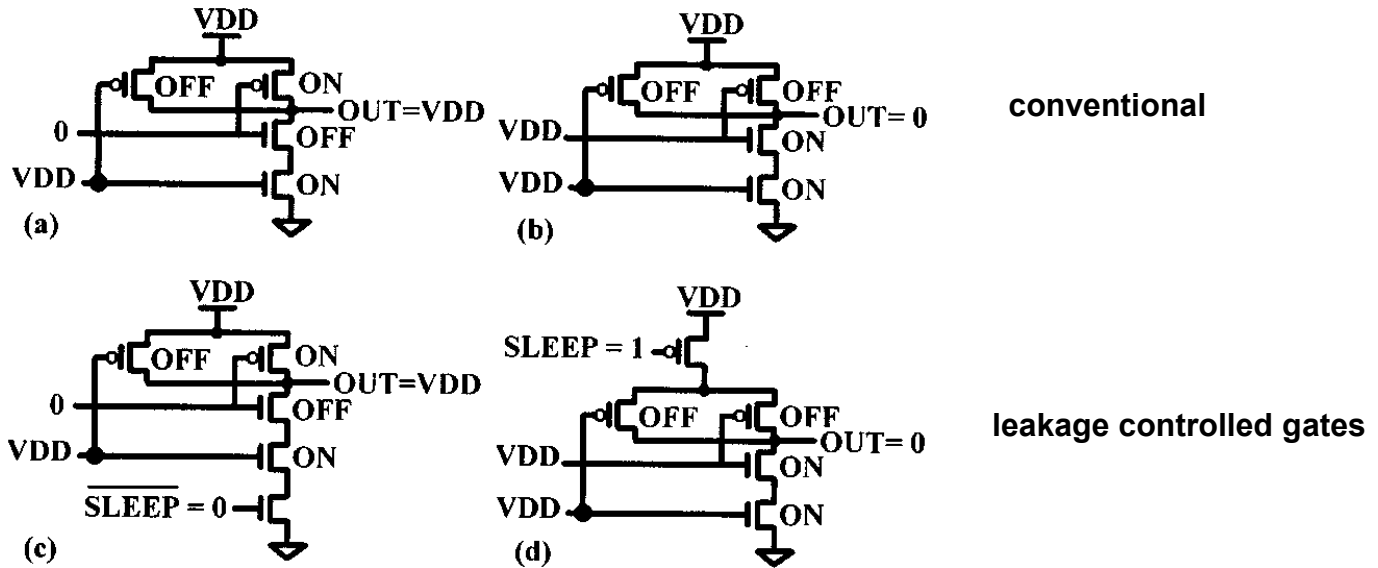 VDD
OFF
ON
OUT=VDD
0
OFF
VDD
ON
(a)
VDD
OFF
OFF
OUT= 0
VDD
ON
VDD
ON
(b)
conventional
VDD
OFF
ON
OUT=VDD
0
OFF
VDD
ON
SLEEP = 0
(c)
VDD
SLEEP = 1
OFF
OFF
OUT= 0
VDD
ON
VDD
ON
(d)
leakage controlled gates